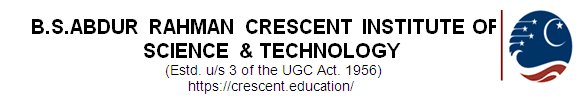 B.S.ABDUR RAHMAN CRESCENT INSTITUTE OF
SCIENCE & TECHNOLOGY
(Estd. u/s 3 of the UGC Act. 1956)
https://crescent.education/